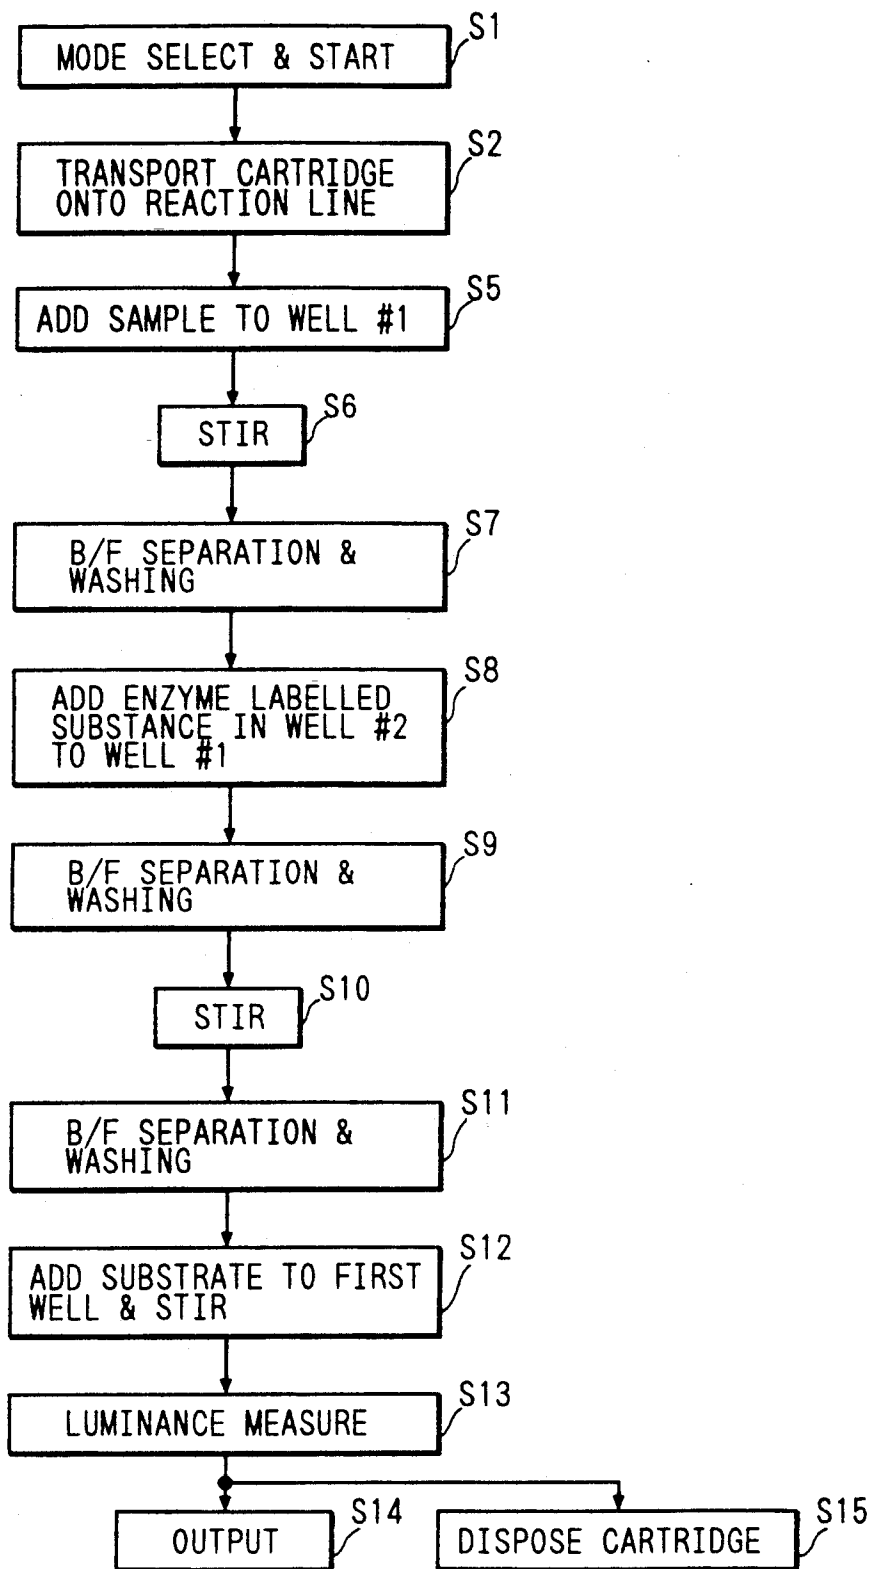 S1
MODE SELECT & START
S2
TRANSPORT CARTRIDGE
ONTO REACTION LINE
S5
ADD SAMPLE TO WELL #1
S6
STIR
S7
B/F SEPARATION &
WASHING
S8
ADD ENZYME LABELLED
SUBSTANCE IN WELL #2
TO WELL #1
S9
B/F SEPARATION &
WASHING
S10
STIR
S11
B/F SEPARATION &
WASHING
S12
ADD SUBSTRATE TO FIRST
WELL & STIR
S13
LUMINANCE MEASURE
S14
OUTPUT
S15
DISPOSE CARTRIDGE